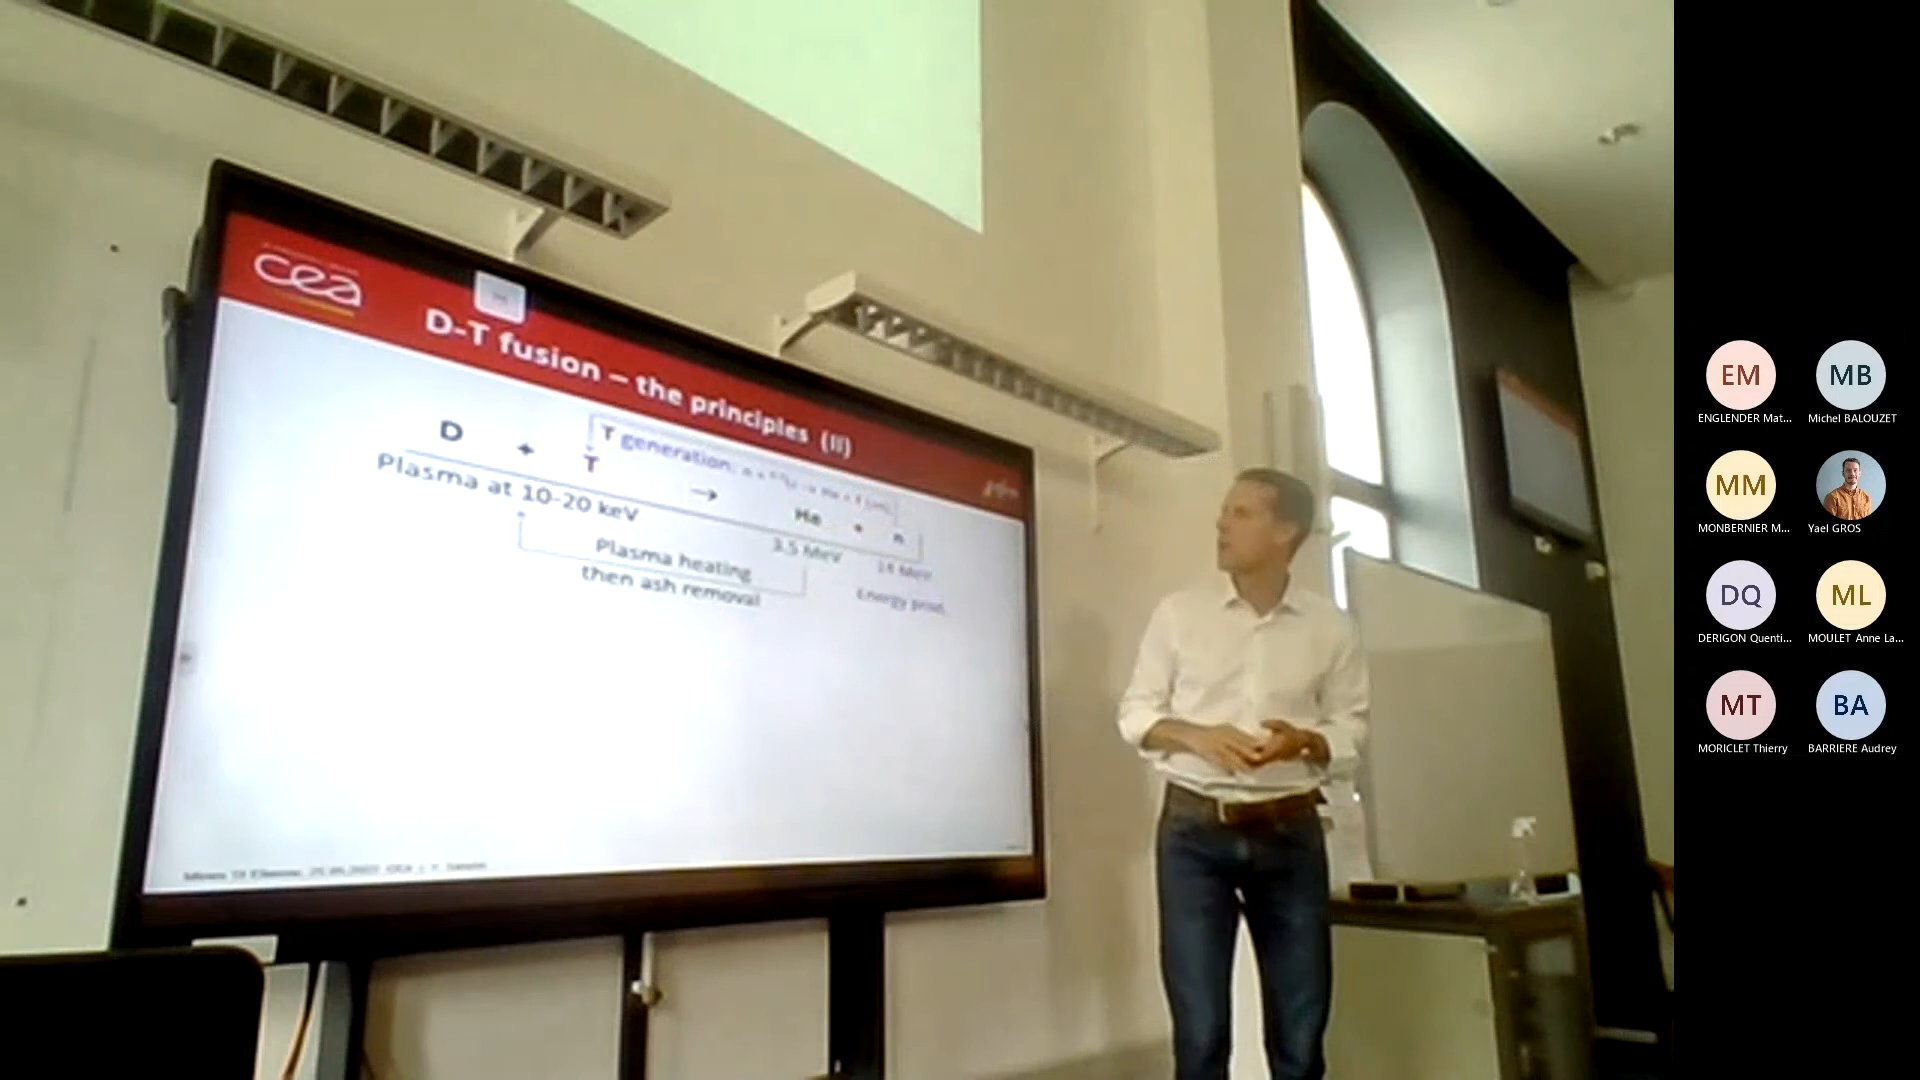 cea
D-T fusion – the principles (II)
T generation:
D + T → He + n
Plasma at 10-20 keV
3.5 MeV
14 MeV
Plasma heating
then ash removal
Energy prod.
EM
MB
ENGLENDER Mat...
Michel BALOUZET
MM
MONBERNIER M...
Yael GROS
DQ
ML
DERIGON Quenti...
MOULET Anne La...
MT
BA
MORICLET Thierry
BARRIERE Audrey